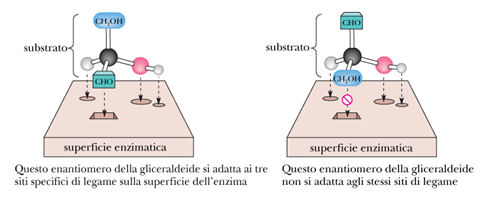 CH₂OH
substrato
CHO
superficie enzimatica
Questo enantiomero della gliceraldeide si adatta ai tre
siti specifici di legame sulla superficie dell'enzima
CHO
substrato
CH₂OH
superficie enzimatica
Questo enantiomero della gliceraldeide
non si adatta agli stessi siti di legame